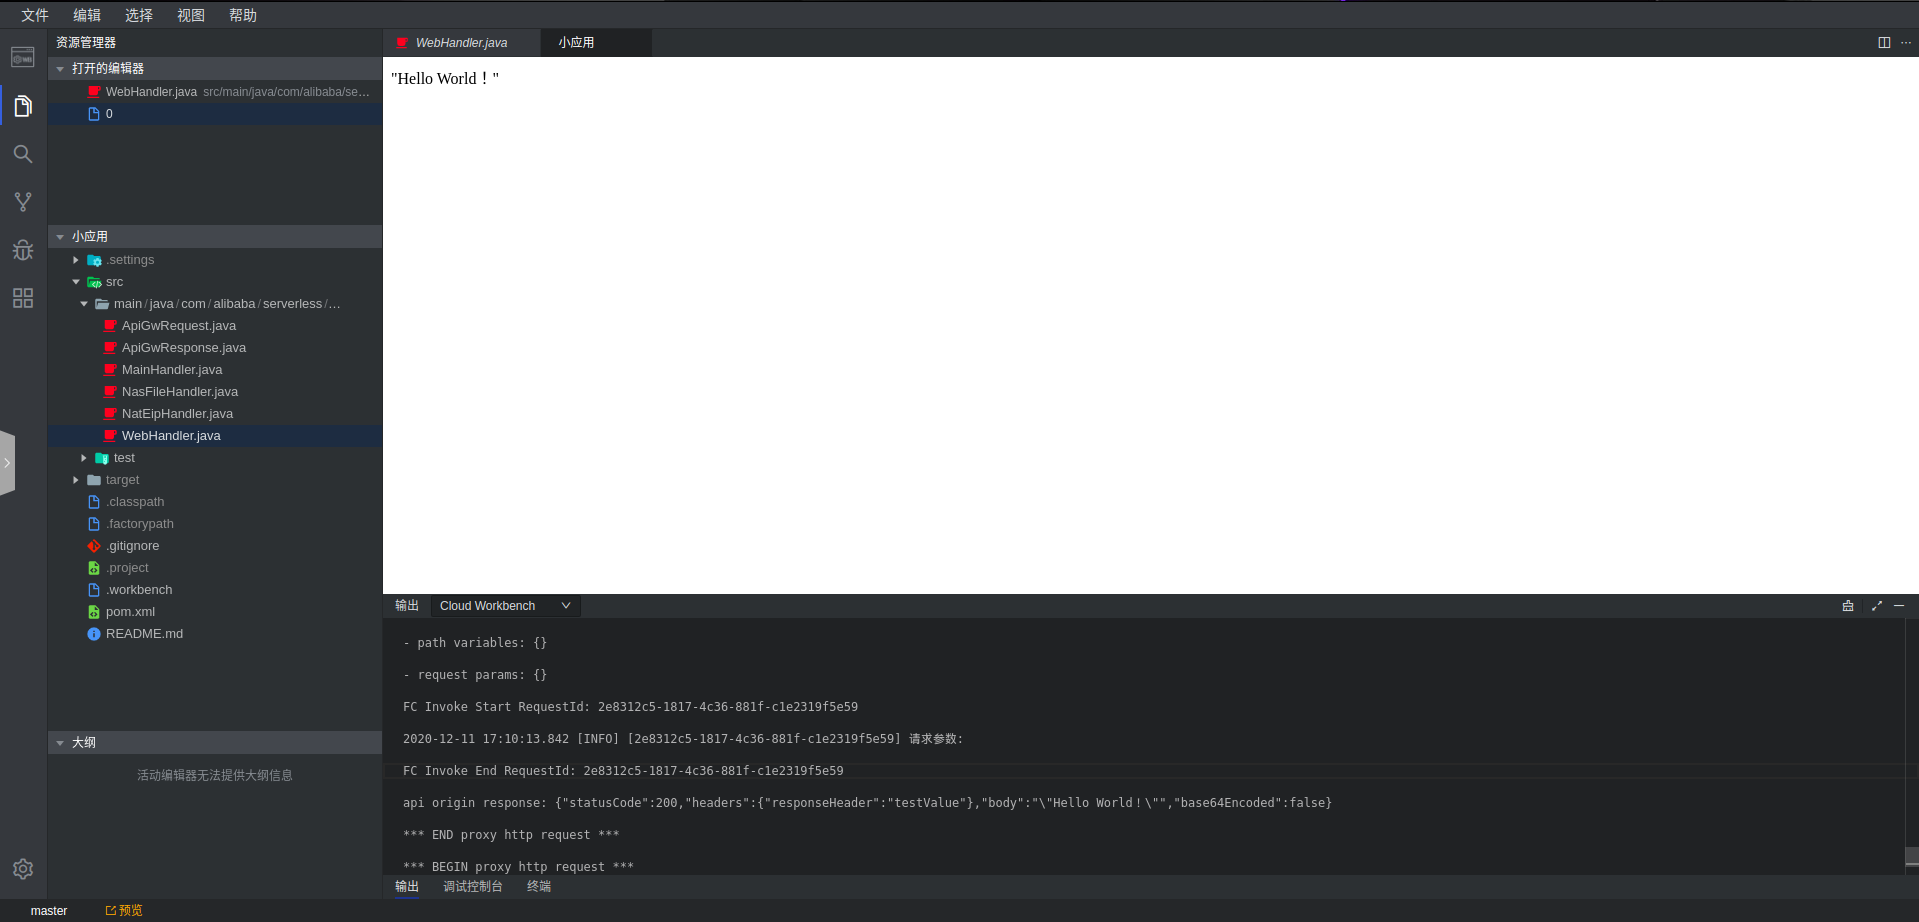 文件 编辑 选择 视图 帮助
资源管理器
打开的编辑器
WebHandler.java src/main/java/com/alibaba/se...
0
小应用
.settings
src
main/java/com/alibaba/serverless/...
ApiGwRequest.java
ApiGwResponse.java
MainHandler.java
NasFileHandler.java
NatEipHandler.java
WebHandler.java
test
target
.classpath
.factorypath
.gitignore
.project
.workbench
pom.xml
README.md
大纲
活动编辑器无法提供大纲信息
WebHandler.java 小应用
"Hello World！"
输出 Cloud Workbench
- path variables: {}
- request params: {}
FC Invoke Start RequestId: 2e8312c5-1817-4c36-881f-c1e2319f5e59
2020-12-11 17:10:13.842 [INFO] [2e8312c5-1817-4c36-881f-c1e2319f5e59] 请求参数:
FC Invoke End RequestId: 2e8312c5-1817-4c36-881f-c1e2319f5e59
api origin response: {"statusCode":200,"headers":{"responseHeader":"testValue"},"body":"\"Hello World！\"","base64Encoded":false}
*** END proxy http request ***
*** BEGIN proxy http request ***
输出 调试控制台 终端
master 预览